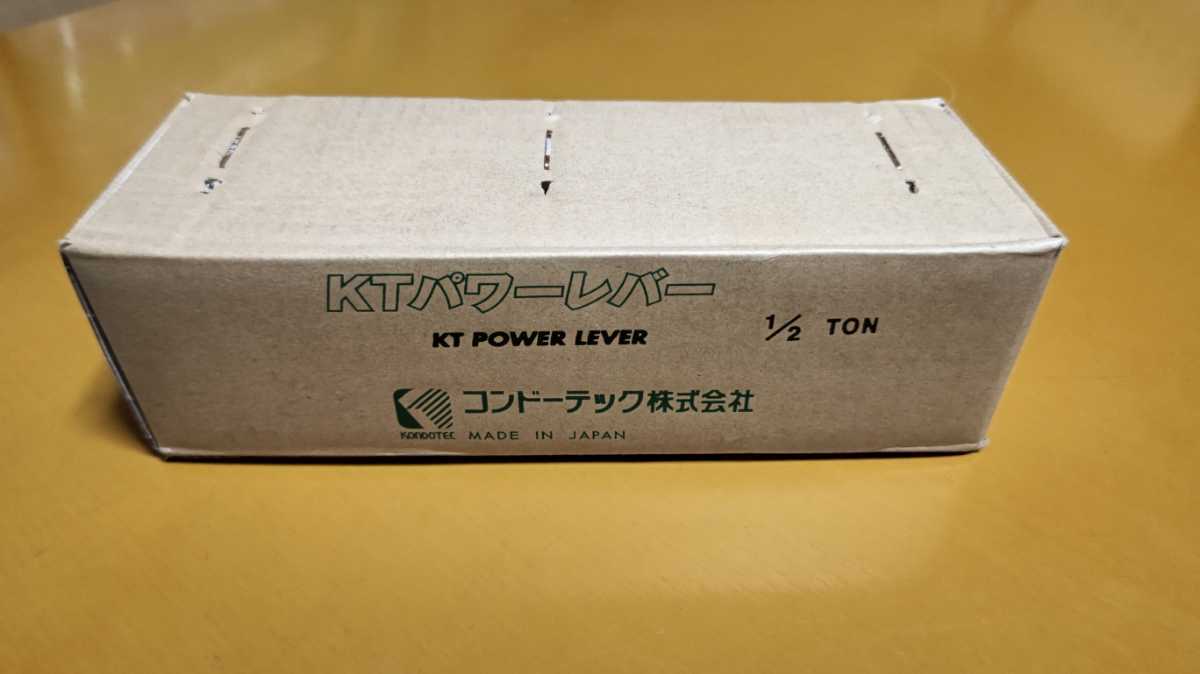 KTパワーレバー
KT POWER LEVER
1/2 TON
コンドーテック株式会社
KONDOTEC MADE IN JAPAN